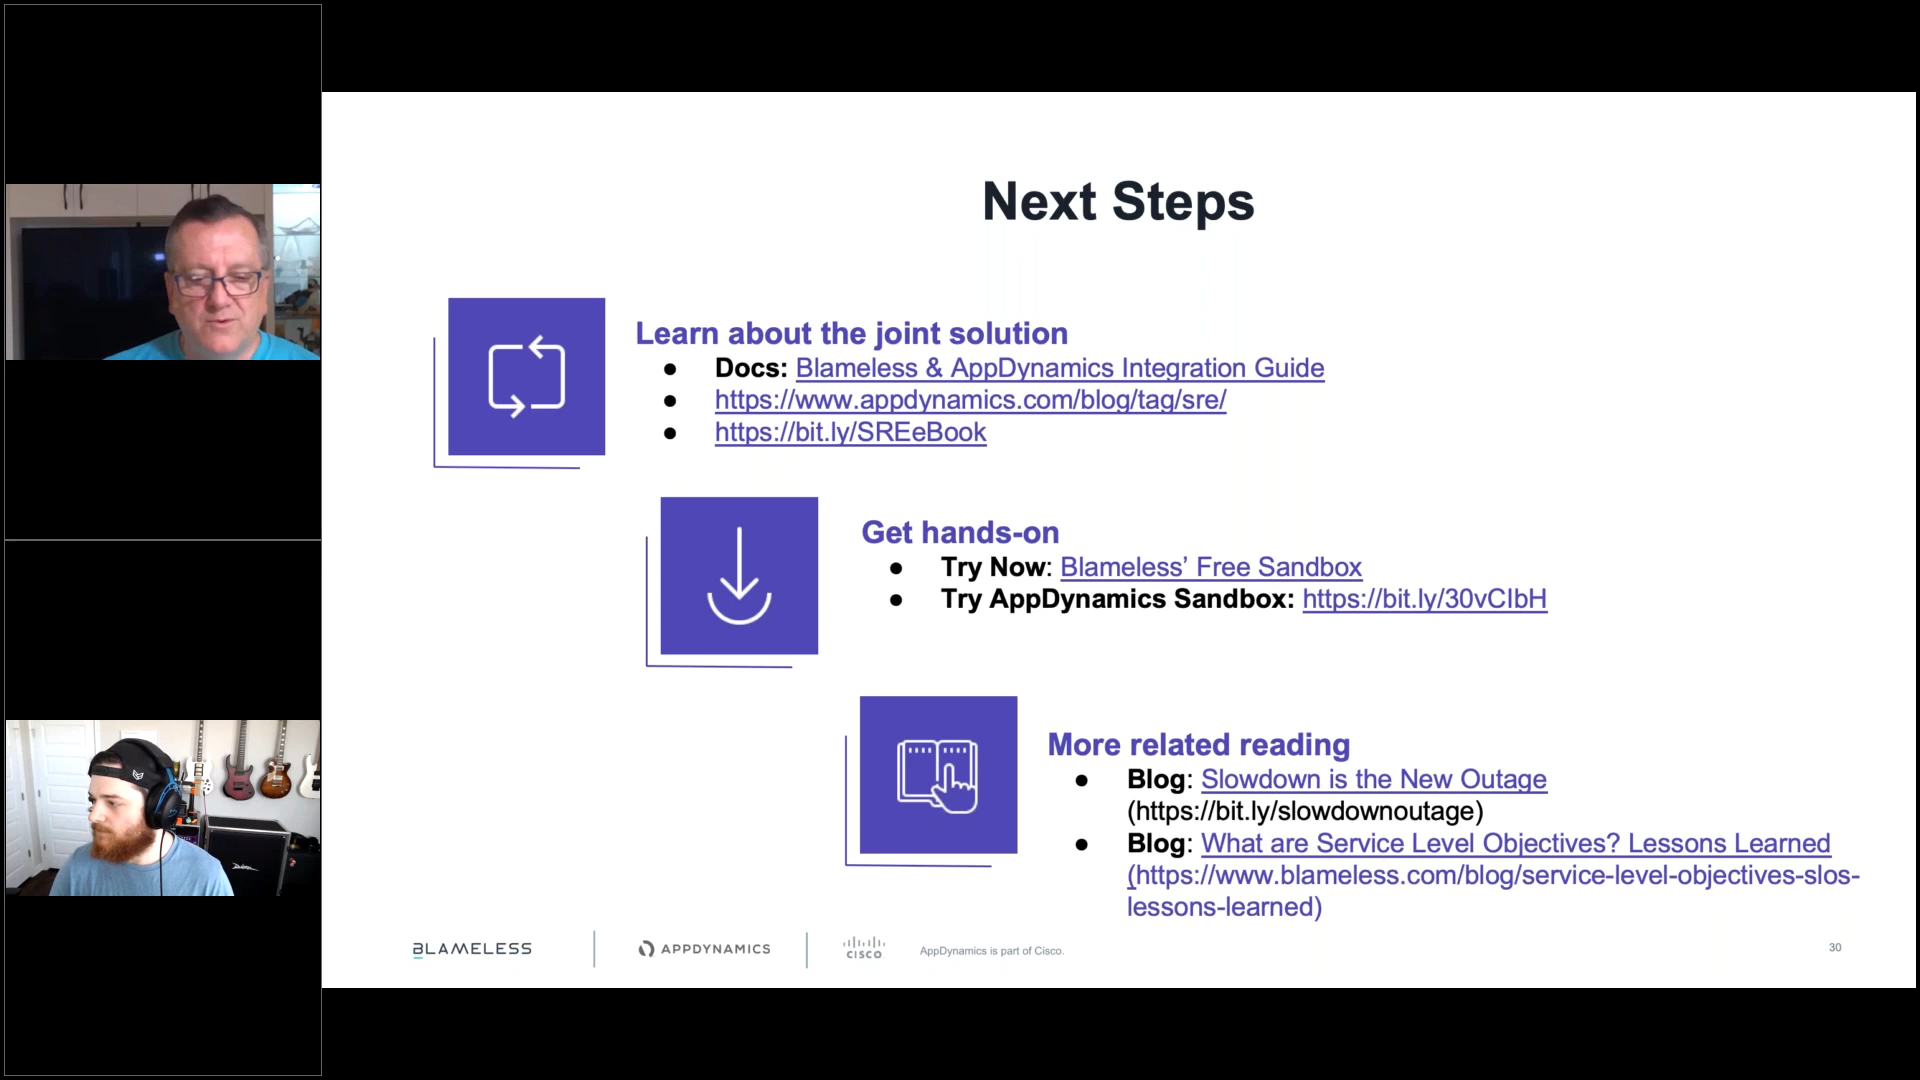 Next Steps
Learn about the joint solution
● Docs: Blameless & AppDynamics Integration Guide
● https://www.appdynamics.com/blog/tag/sre/
● https://bit.ly/SREeBook
Get hands-on
● Try Now: Blameless’ Free Sandbox
● Try AppDynamics Sandbox: https://bit.ly/30vCIbH
More related reading
● Blog: Slowdown is the New Outage
(https://bit.ly/slowdownoutage)
● Blog: What are Service Level Objectives? Lessons Learned
(https://www.blameless.com/blog/service-level-objectives-slos-
lessons-learned)
BLAMELESS
APPDYNAMICS
CISCO
AppDynamics is part of Cisco.
30